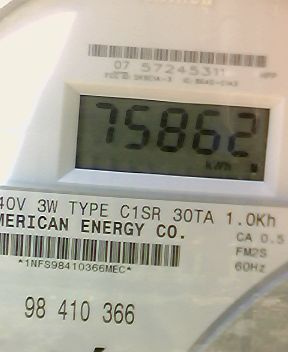 07 57245311
75862
kWh
40V 3W TYPE C1SR 30TA 1.0Kh
MERICAN ENERGY CO.
CA 0.5
FM2S
60Hz
*1NFS98410366MEC*
98 410 366